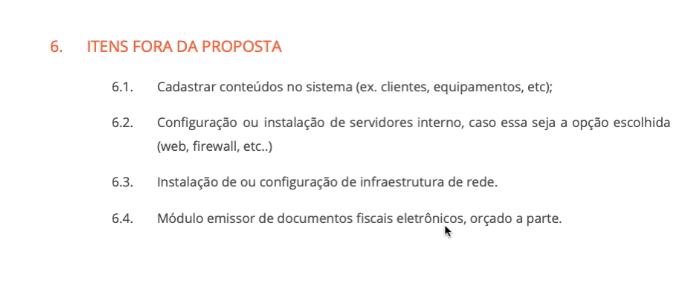 6. ITENS FORA DA PROPOSTA
6.1. Cadastrar conteúdos no sistema (ex. clientes, equipamentos, etc);
6.2. Configuração ou instalação de servidores interno, caso essa seja a opção escolhida
(web, firewall, etc..)
6.3. Instalação de ou configuração de infraestrutura de rede.
6.4. Módulo emissor de documentos fiscais eletrônicos, orçado a parte.